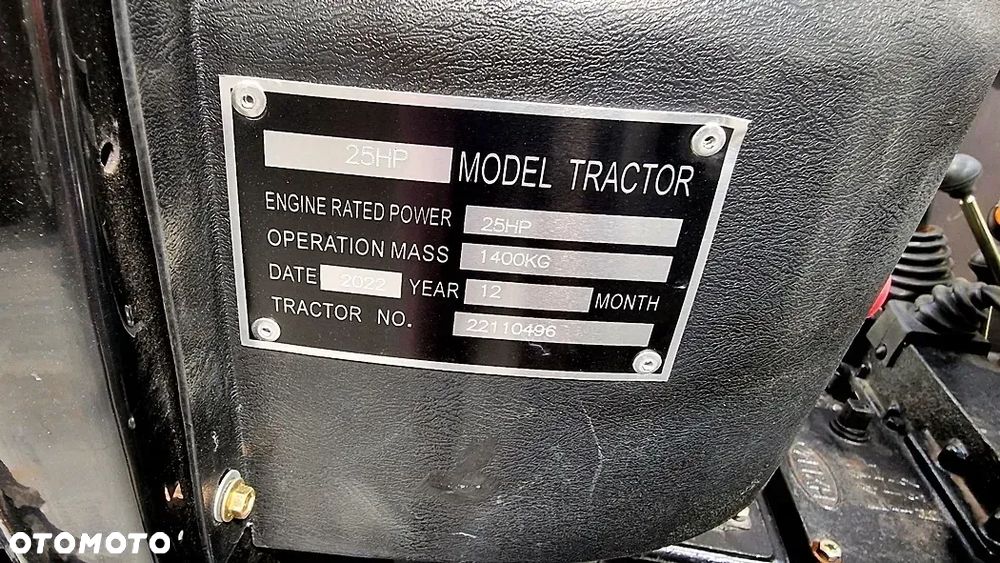 25HP MODEL TRACTOR
ENGINE RATED POWER 25HP
OPERATION MASS 1400KG
DATE 2022 YEAR 12 MONTH
TRACTOR NO. 22110496
OTOMOTO